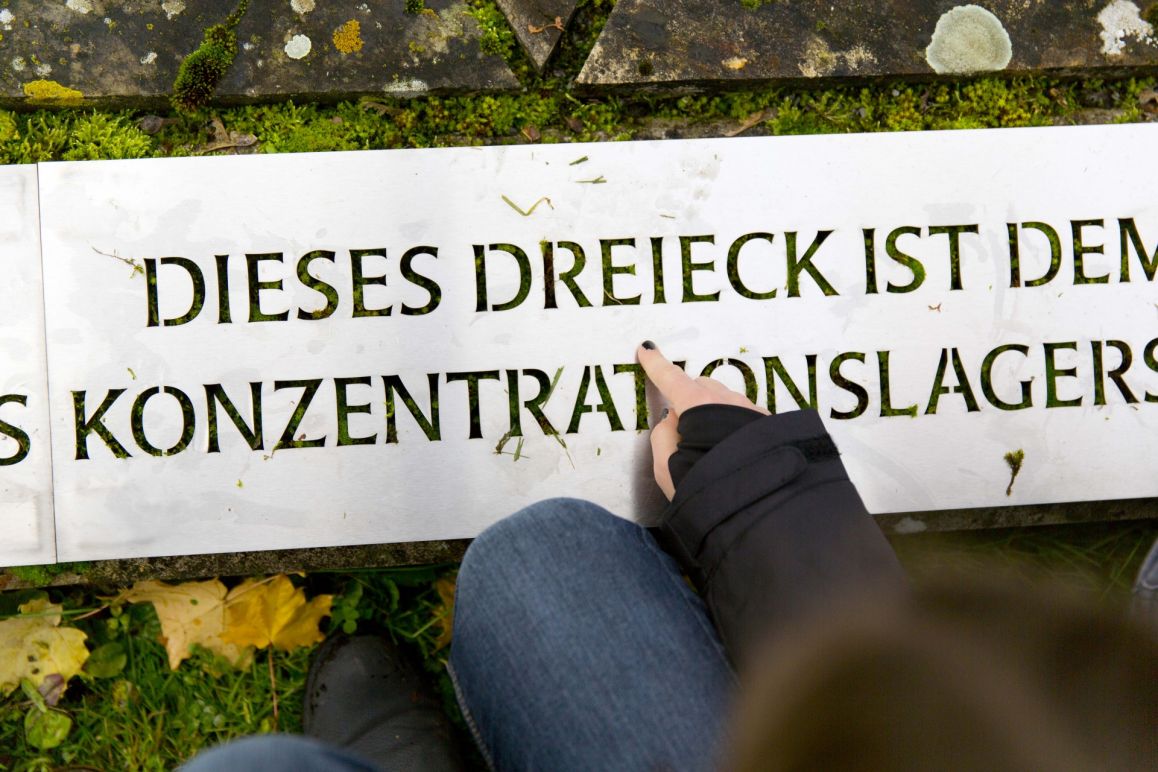 DIESES DREIECK IST DEM
S KONZENTRATIONSLAGERS